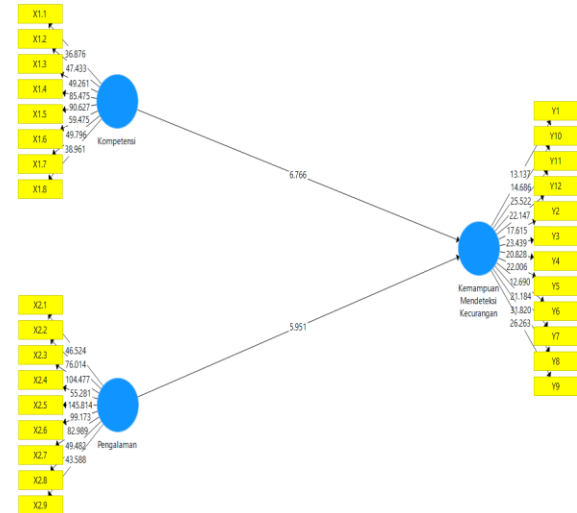 X1.1
X1.2
X1.3
X1.4
X1.5
X1.6
X1.7
X1.8
36.876
47.433
49.261
85.475
90.627
59.475
49.796
38.961
Kompetensi
6.766
X2.1
X2.2
X2.3
X2.4
X2.5
X2.6
X2.7
X2.8
X2.9
46.524
76.014
104.477
55.281
145.814
99.173
82.989
49.482
43.588
Pengalaman
5.951
Kemampuan
Mendeteksi
Kecurangan
13.137
14.686
25.522
22.147
17.615
23.439
20.828
22.006
12.690
21.184
31.820
26.263
Y1
Y10
Y11
Y12
Y2
Y3
Y4
Y5
Y6
Y7
Y8
Y9